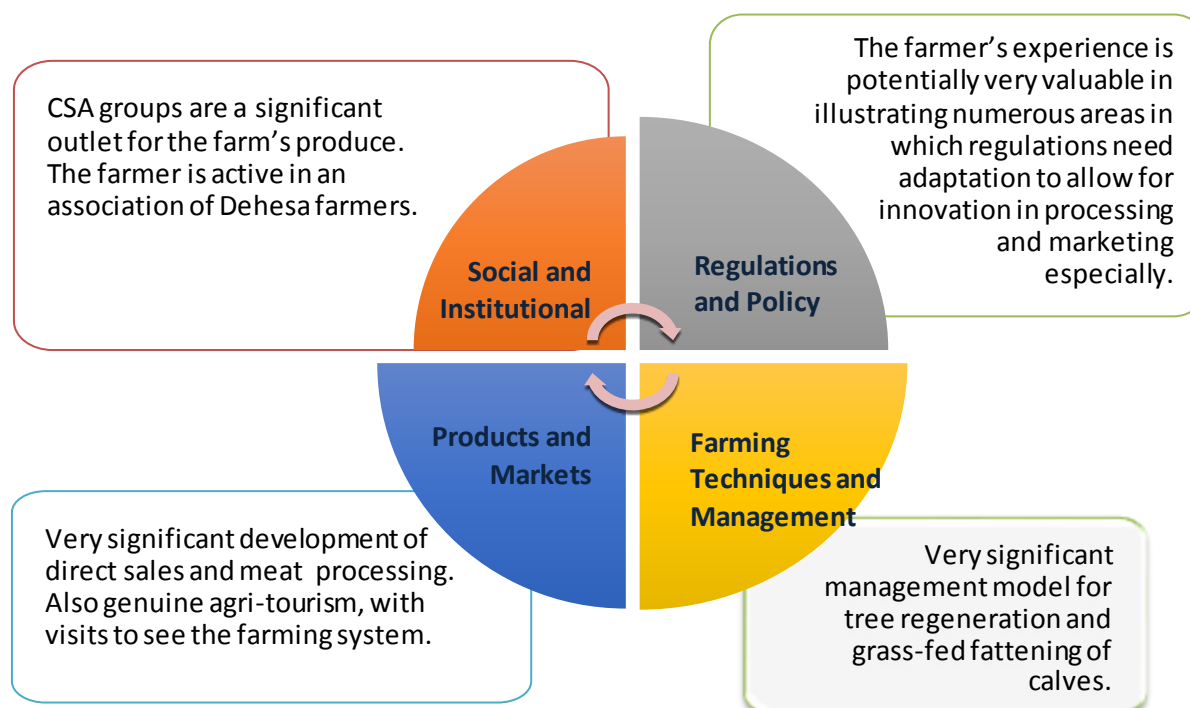 CSA groups are a significant
outlet for the farm's produce.
The farmer is active in an
association of Dehesa farmers.
The farmer's experience is
potentially very valuable in
illustrating numerous areas in
which regulations need
adaptation to allow for
innovation in processing
and marketing
especially.
Social and
Institutional
Regulations
and Policy
Products and
Markets
Farming
Techniques and
Management
Very significant development of
direct sales and meat processing.
Also genuine agri-tourism, with
visits to see the farming system.
Very significant
management model for
tree regeneration and
grass-fed fattening of
calves.